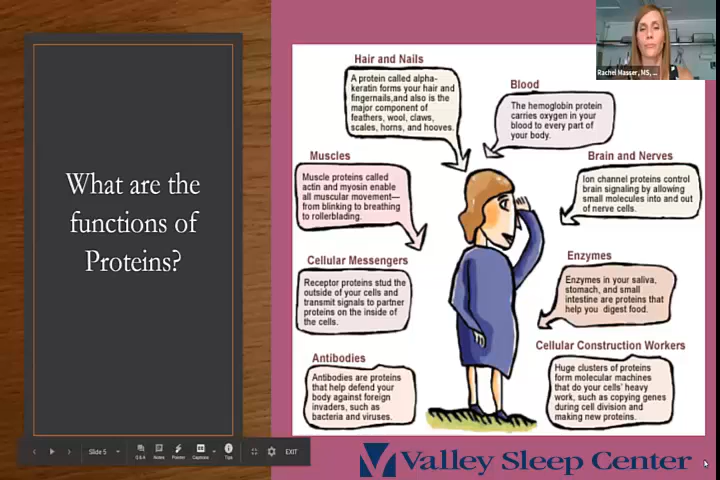 What are the
functions of
Proteins?
Hair and Nails
A protein called alpha-
keratin forms your hair and
fingernails,and also is the
major component of
feathers, wool, claws,
scales, horns, and hooves.
Blood
The hemoglobin protein
carries oxygen in your
blood to every part of
your body.
Muscles
Muscle proteins called
actin and myosin enable
all muscular movement—
from blinking to breathing
to rollerblading.
Brain and Nerves
Ion channel proteins control
brain signaling by allowing
small molecules into and out
of nerve cells.
Cellular Messengers
Receptor proteins stud the
outside of your cells and
transmit signals to partner
proteins on the inside of
the cells.
Enzymes
Enzymes in your saliva,
stomach, and small
intestine are proteins that
help you digest food.
Antibodies
Antibodies are proteins
that help defend your
body against foreign
invaders, such as
bacteria and viruses.
Cellular Construction Workers
Huge clusters of proteins
form molecular machines
that do your cells' heavy
work, such as copying genes
during cell division and
making new proteins.
Rachel Masser, MS, ...
Slide 5
Q&A
Notes
Pointer
Captions
Tips
EXIT
Valley Sleep Center